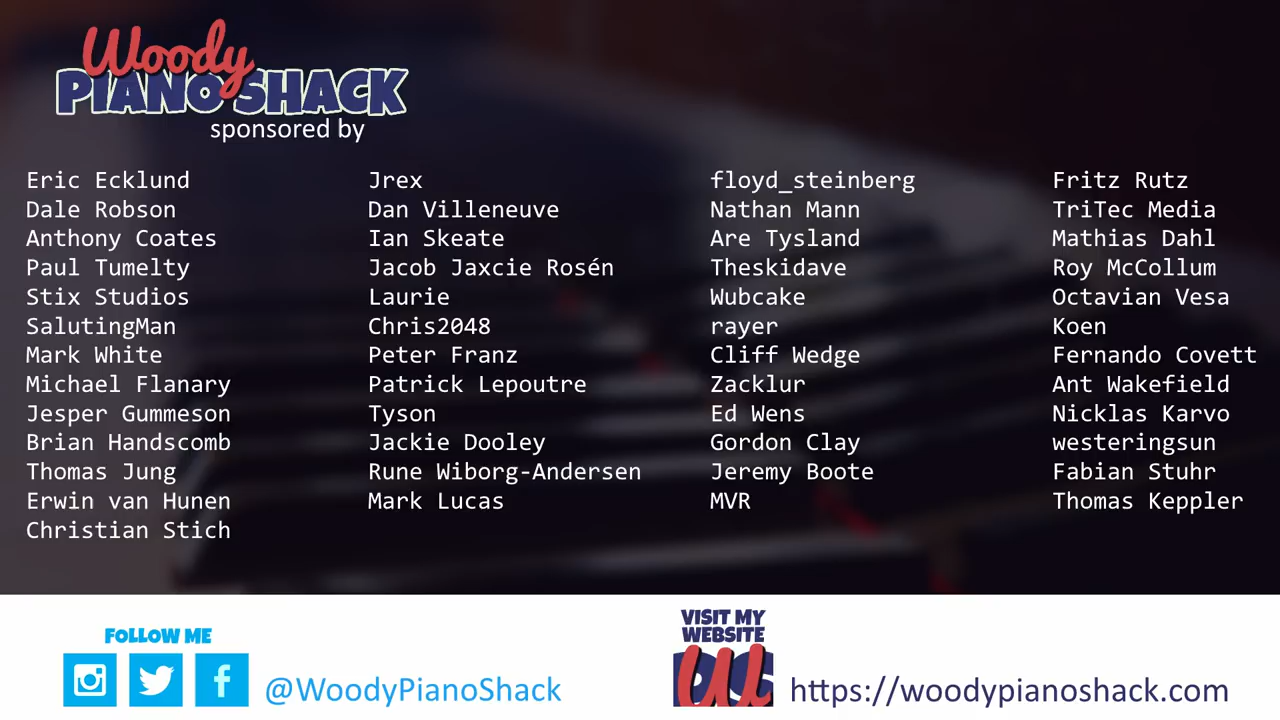 Woody
PIANO SHACK
sponsored by
Eric Ecklund
Dale Robson
Anthony Coates
Paul Tumelty
Stix Studios
SalutingMan
Mark White
Michael Flanary
Jesper Gummeson
Brian Handscomb
Thomas Jung
Erwin van Hunen
Christian Stich
Jrex
Dan Villeneuve
Ian Skeate
Jacob Jaxcie Rosén
Laurie
Chris2048
Peter Franz
Patrick Lepoutre
Tyson
Jackie Dooley
Rune Wiborg-Andersen
Mark Lucas
floyd_steinberg
Nathan Mann
Are Tysland
Theskidave
Wubcake
rayer
Cliff Wedge
Zacklur
Ed Wens
Gordon Clay
Jeremy Boote
MVR
Fritz Rutz
TriTec Media
Mathias Dahl
Roy McCollum
Octavian Vesa
Koen
Fernando Covett
Ant Wakefield
Nicklas Karvo
westeringsun
Fabian Stuhr
Thomas Keppler
FOLLOW ME
@WoodyPianoShack
VISIT MY
WEBSITE
https://woodypianoshack.com